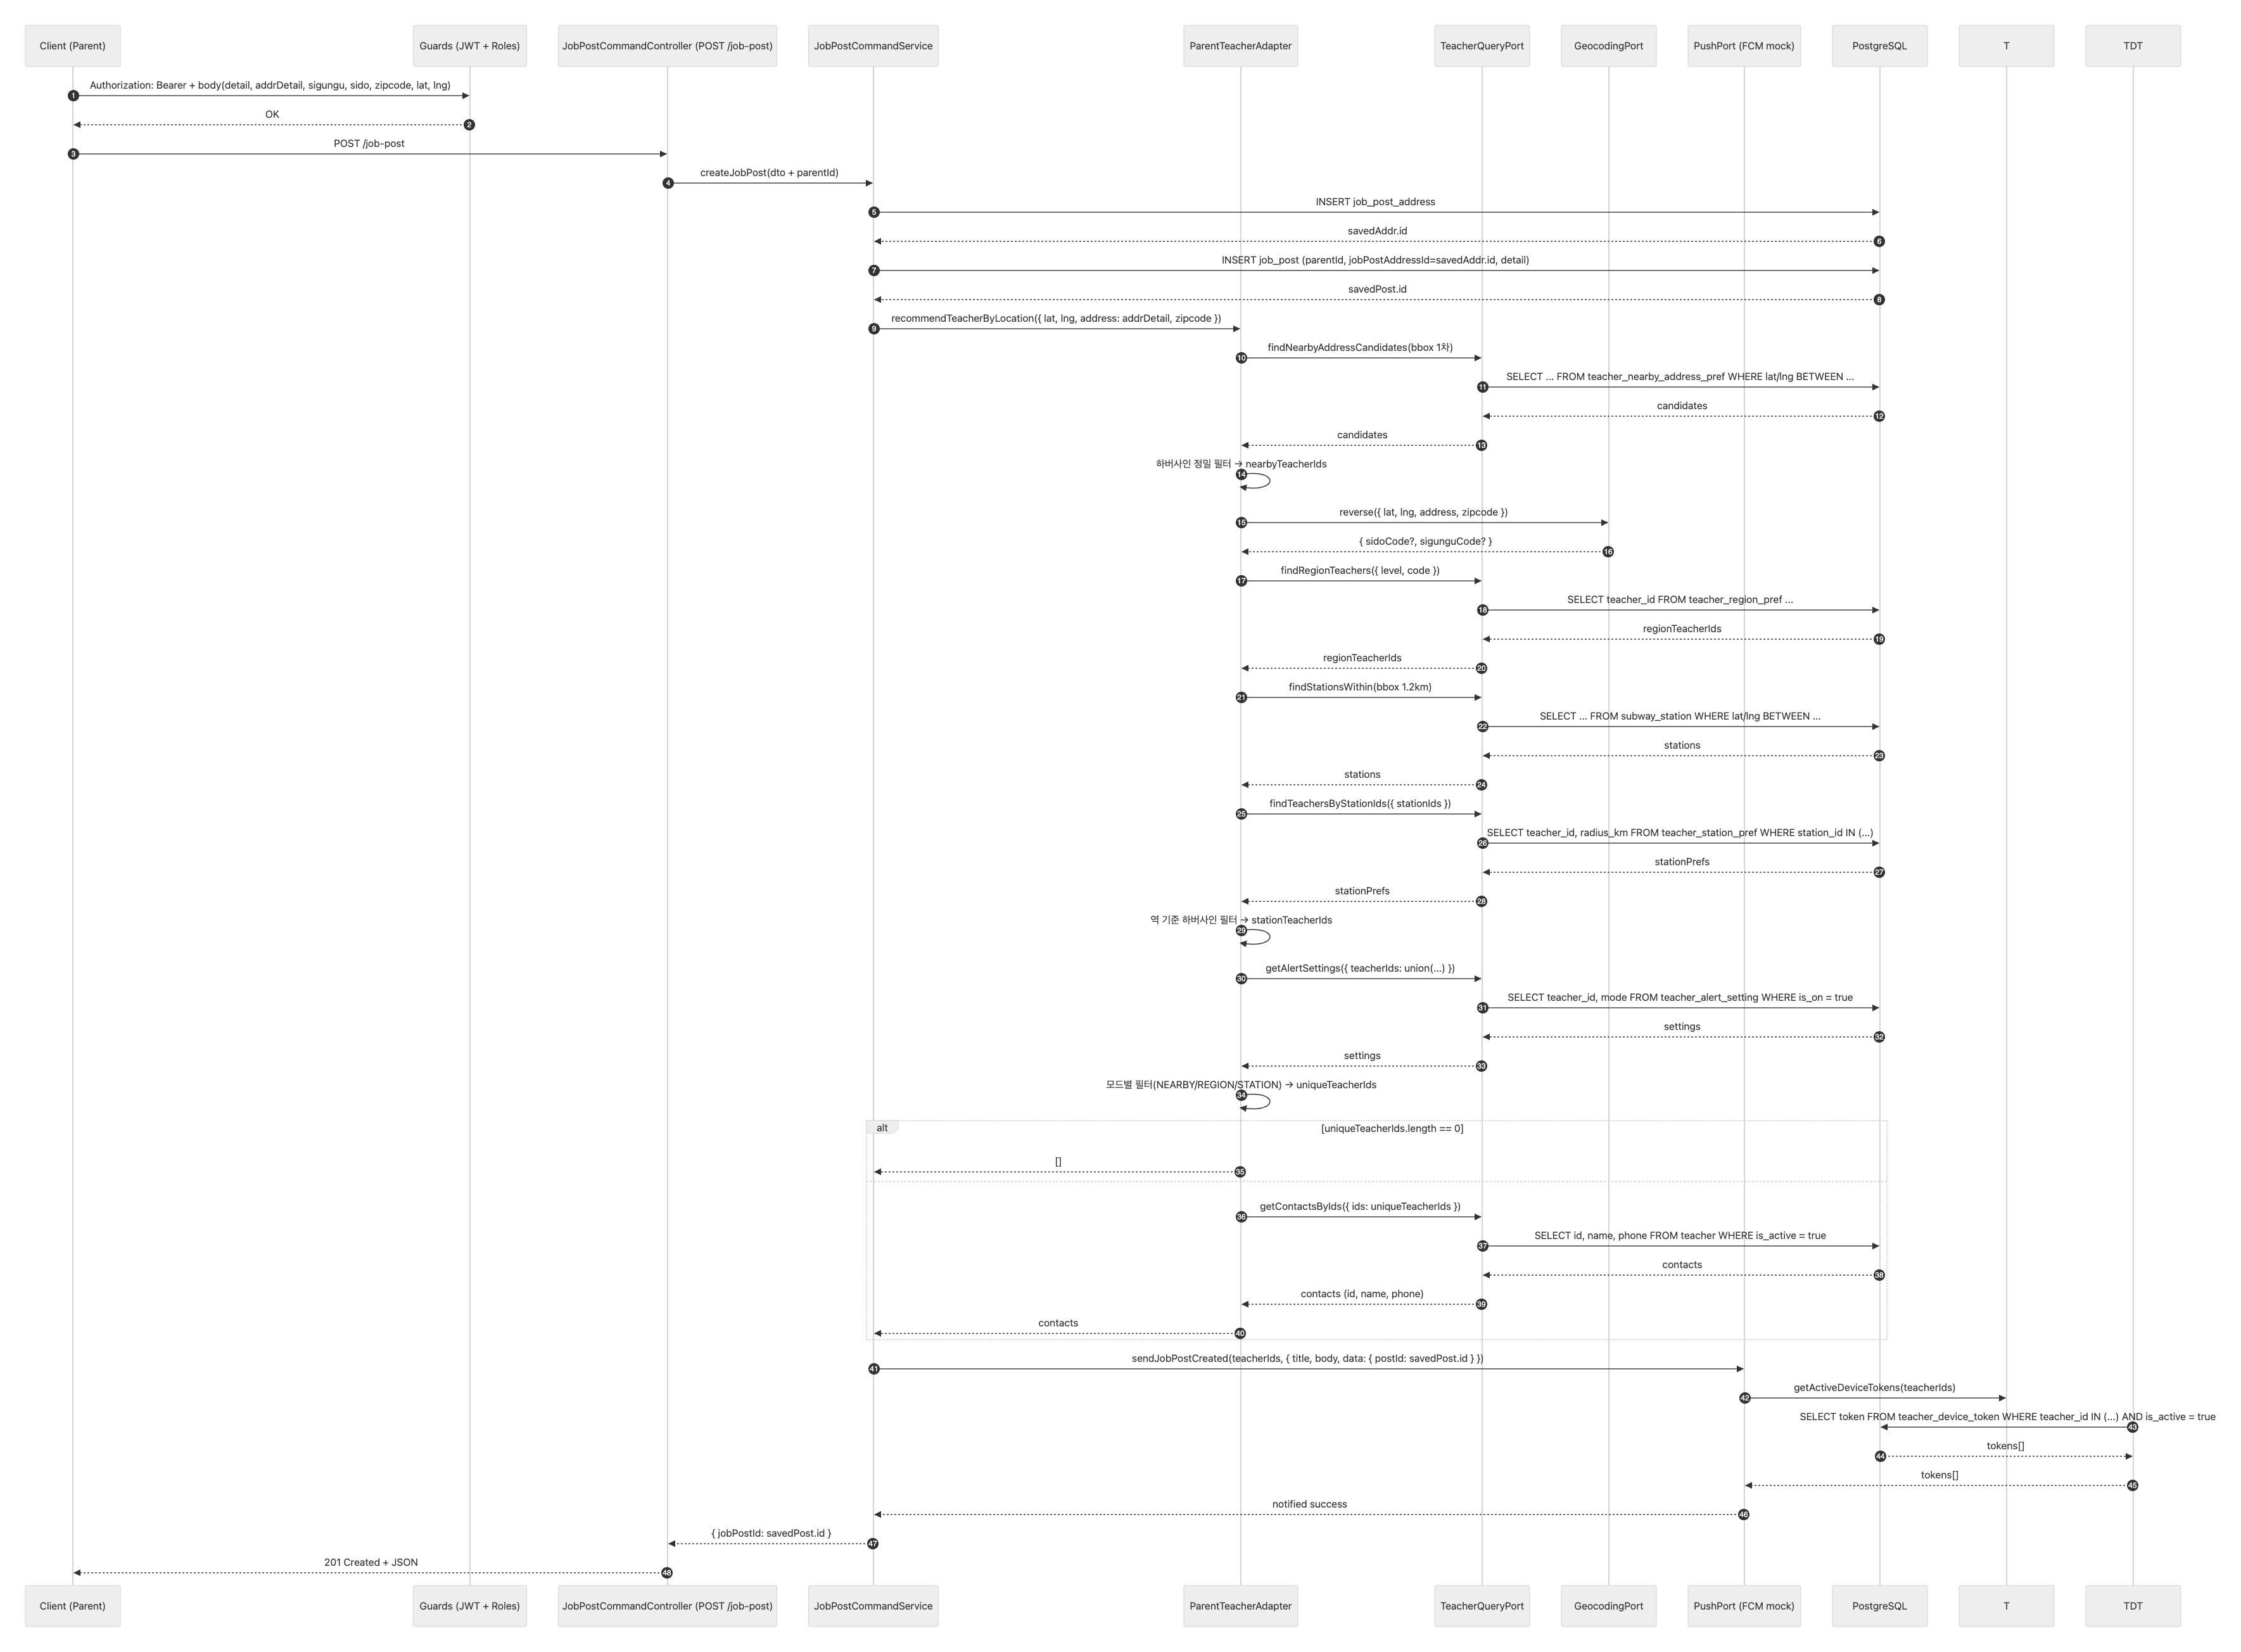 Client (Parent)
Guards (JWT + Roles)
JobPostCommandController (POST /job-post)
JobPostCommandService
ParentTeacherAdapter
TeacherQueryPort
GeocodingPort
PushPort (FCM mock)
PostgreSQL
T
TDT
Authorization: Bearer + body(detail, addrDetail, sigungu, sido, zipcode, lat, lng)
1
OK
2
POST /job-post
3
createJobPost(dto + parentId)
4
INSERT job_post_address
5
savedAddr.id
6
INSERT job_post (parentId, jobPostAddressId=savedAddr.id, detail)
7
savedPost.id
8
recommendTeacherByLocation({ lat, lng, address: addrDetail, zipcode })
9
findNearbyAddressCandidates(bbox 1차)
10
SELECT ... FROM teacher_nearby_address_pref WHERE lat/lng BETWEEN ...
11
candidates
12
candidates
13
하버사인 정밀 필터 → nearbyTeacherIds
14
reverse({ lat, lng, address, zipcode })
15
{ sidoCode?, sigunguCode? }
16
findRegionTeachers({ level, code })
17
SELECT teacher_id FROM teacher_region_pref ...
18
regionTeacherIds
19
regionTeacherIds
20
findStationsWithin(bbox 1.2km)
21
SELECT ... FROM subway_station WHERE lat/lng BETWEEN ...
22
stations
23
stations
24
findTeachersByStationIds({ stationIds })
25
SELECT teacher_id, radius_km FROM teacher_station_pref WHERE station_id IN (...)
26
stationPrefs
27
stationPrefs
28
역 기준 하버사인 필터 → stationTeacherIds
29
getAlertSettings({ teacherIds: union(...) })
30
SELECT teacher_id, mode FROM teacher_alert_setting WHERE is_on = true
31
settings
32
settings
33
모드별 필터(NEARBY/REGION/STATION) → uniqueTeacherIds
34
alt
[uniqueTeacherIds.length == 0]
[]
35
getContactsByIds({ ids: uniqueTeacherIds })
36
SELECT id, name, phone FROM teacher WHERE is_active = true
37
contacts
38
contacts (id, name, phone)
39
contacts
40
sendJobPostCreated(teacherIds, { title, body, data: { postId: savedPost.id } })
41
getActiveDeviceTokens(teacherIds)
42
SELECT token FROM teacher_device_token WHERE teacher_id IN (...) AND is_active = true
43
tokens[]
44
tokens[]
45
notified success
46
{ jobPostId: savedPost.id }
47
201 Created + JSON
48
Client (Parent)
Guards (JWT + Roles)
JobPostCommandController (POST /job-post)
JobPostCommandService
ParentTeacherAdapter
TeacherQueryPort
GeocodingPort
PushPort (FCM mock)
PostgreSQL
T
TDT